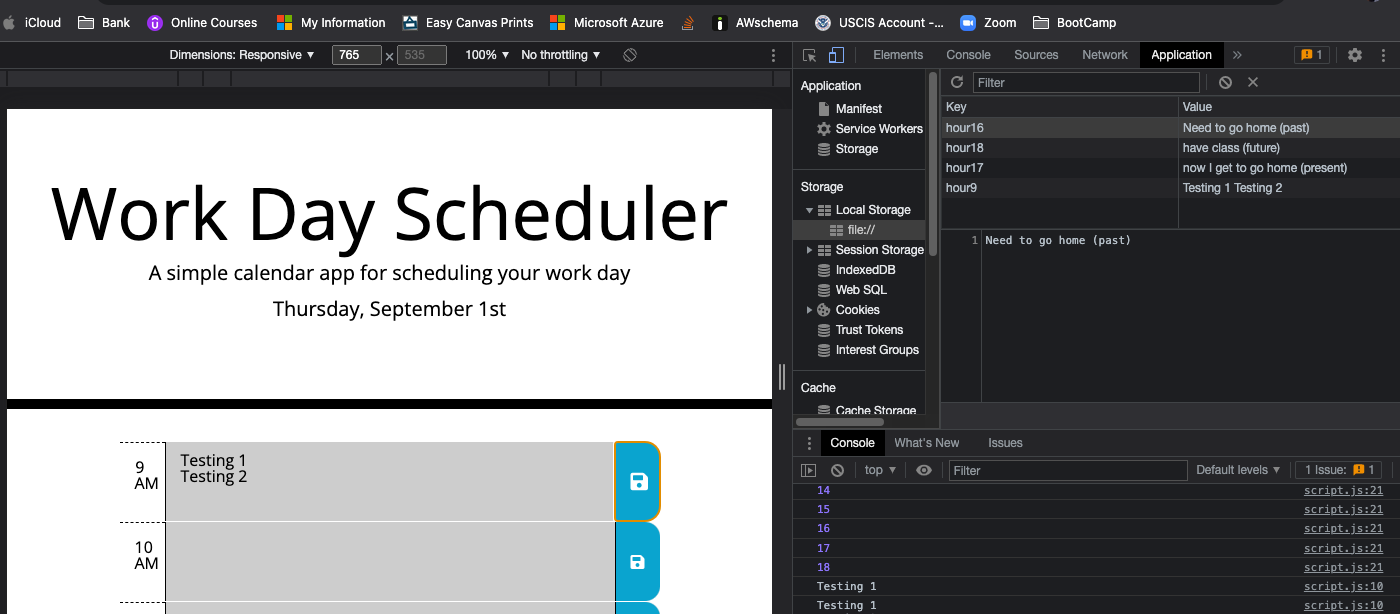 iCloud Bank Online Courses My Information Easy Canvas Prints Microsoft Azure AWschema USCIS Account -... Zoom BootCamp
Dimensions: Responsive ▼ 765 × 535 100% ▼ No throttling ▼
Elements Console Sources Network Application » 1
Work Day Scheduler
A simple calendar app for scheduling your work day
Thursday, September 1st
9
AM
Testing 1
Testing 2
10
AM
Application
Manifest
Service Workers
Storage
Storage
Local Storage
file://
Session Storage
IndexedDB
Web SQL
Cookies
Trust Tokens
Interest Groups
Cache
Cache Storage
Filter
Key Value
hour16 Need to go home (past)
hour18 have class (future)
hour17 now I get to go home (present)
hour9 Testing 1 Testing 2
1 Need to go home (past)
Console What's New Issues
top ▼ Filter Default levels ▼ 1 Issue: 1
14 script.js:21
15 script.js:21
16 script.js:21
17 script.js:21
18 script.js:21
Testing 1 script.js:10
Testing 1 script.js:10